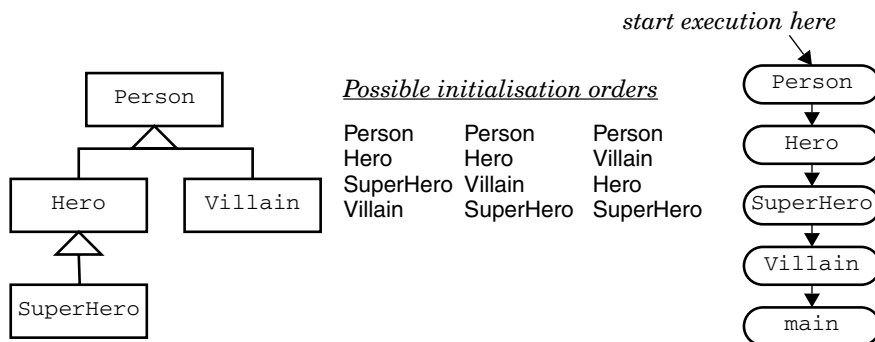 start execution here
Person
Hero
Villain
SuperHero
Possible initialisation orders
Person Person Person
Hero Hero Villain
SuperHero Villain Hero
Villain SuperHero SuperHero
Person
Hero
SuperHero
Villain
main